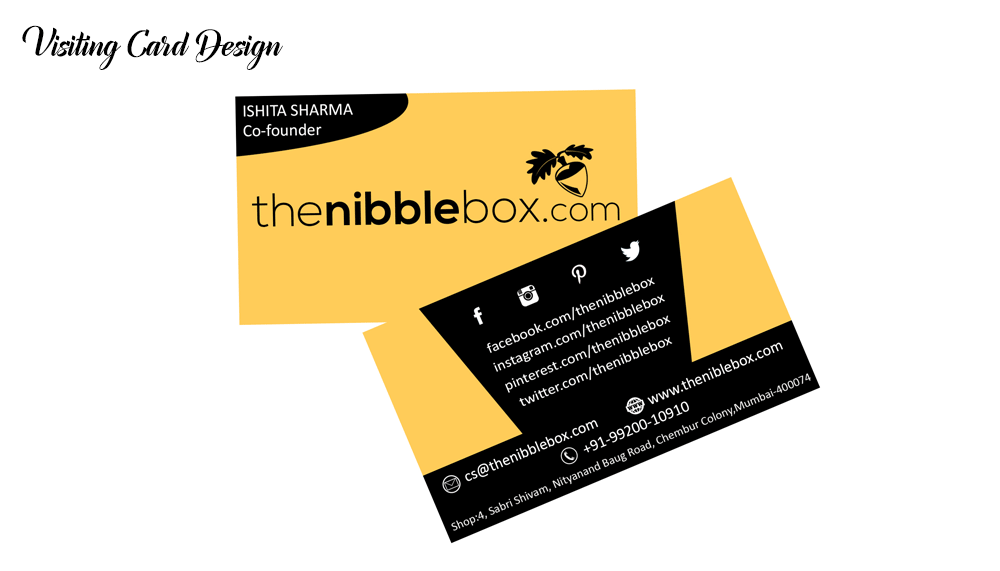 Visiting Card Design
ISHITA SHARMA
Co-founder
thenibblebox.com
facebook.com/thenibblebox
instagram.com/thenibblebox
pinterest.com/thenibblebox
twitter.com/thenibblebox
www.theniblebox.com
cs@thenibblebox.com
+91-99200-10910
Shop:4, Sabri Shivam, Nityanand Baug Road, Chembur Colony,Mumbai-400074